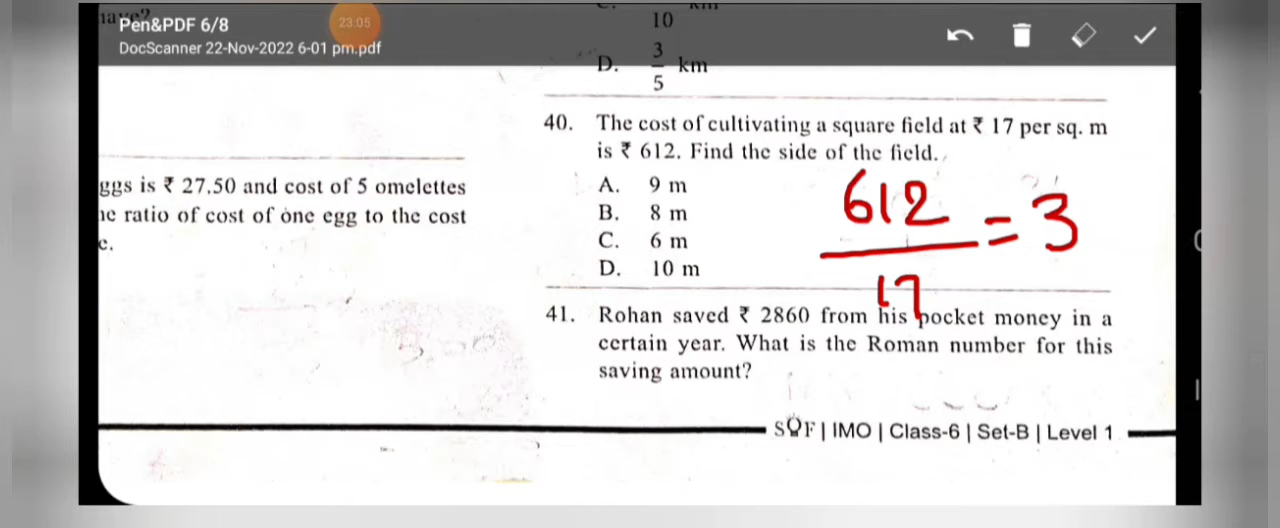 Pen&PDF 6/8
23:05
DocScanner 22-Nov-2022 6-01 pm.pdf
10
D. 3/5 km
ggs is ₹ 27.50 and cost of 5 omelettes
ne ratio of cost of one egg to the cost
e.
40. The cost of cultivating a square field at ₹ 17 per sq. m
is ₹ 612. Find the side of the field.
A. 9 m
B. 8 m
C. 6 m
D. 10 m
612/17 = 3
41. Rohan saved ₹ 2860 from his pocket money in a
certain year. What is the Roman number for this
saving amount?
SOF | IMO | Class-6 | Set-B | Level 1